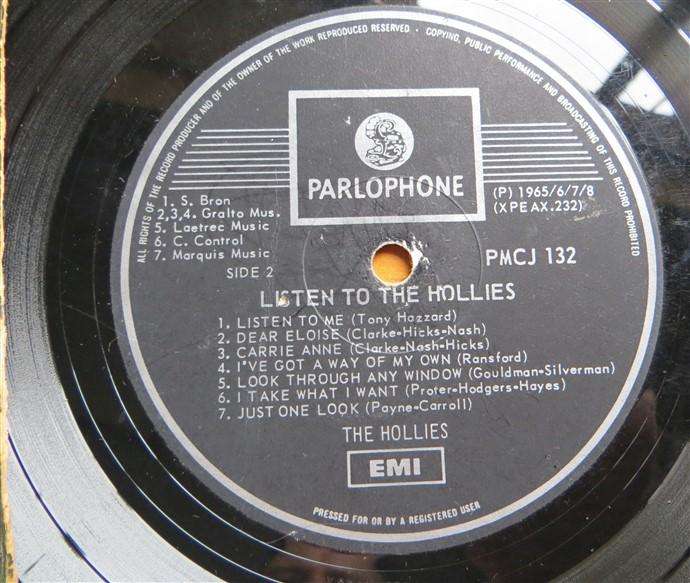 ALL RIGHTS OF THE RECORD PRODUCER AND OF THE OWNER OF THE WORK REPRODUCED RESERVED · COPYING, PUBLIC PERFORMANCE AND BROADCASTING OF THIS RECORD PROHIBITED
PARLOPHONE
(P) 1965/6/7/8
(XPEAX.232)
1. S. Bron
2,3,4. Gralto Mus.
5. Laetrec Music
6. C. Control
7. Marquis Music
SIDE 2
PMCJ 132
LISTEN TO THE HOLLIES
1. LISTEN TO ME (Tony Hazzard)
2. DEAR ELOISE (Clarke-Hicks-Nash)
3. CARRIE ANNE (Clarke-Nash-Hicks)
4. I'VE GOT A WAY OF MY OWN (Ransford)
5. LOOK THROUGH ANY WINDOW (Gouldman-Silverman)
6. I TAKE WHAT I WANT (Proter-Hodgers-Hayes)
7. JUST ONE LOOK (Payne-Carroll)
THE HOLLIES
EMI
PRESSED FOR OR BY A REGISTERED USER